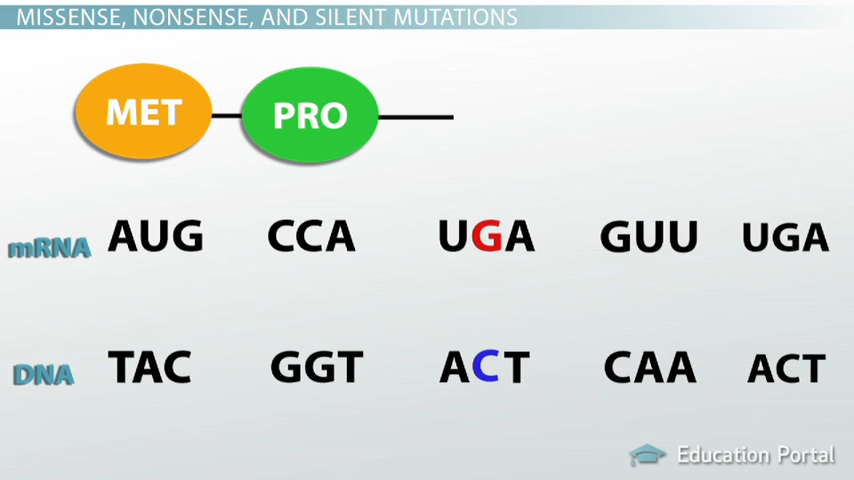 MISSENSE, NONSENSE, AND SILENT MUTATIONS
MET PRO
mRNA AUG CCA UGA GUU UGA
DNA TAC GGT ACT CAA ACT
Education Portal